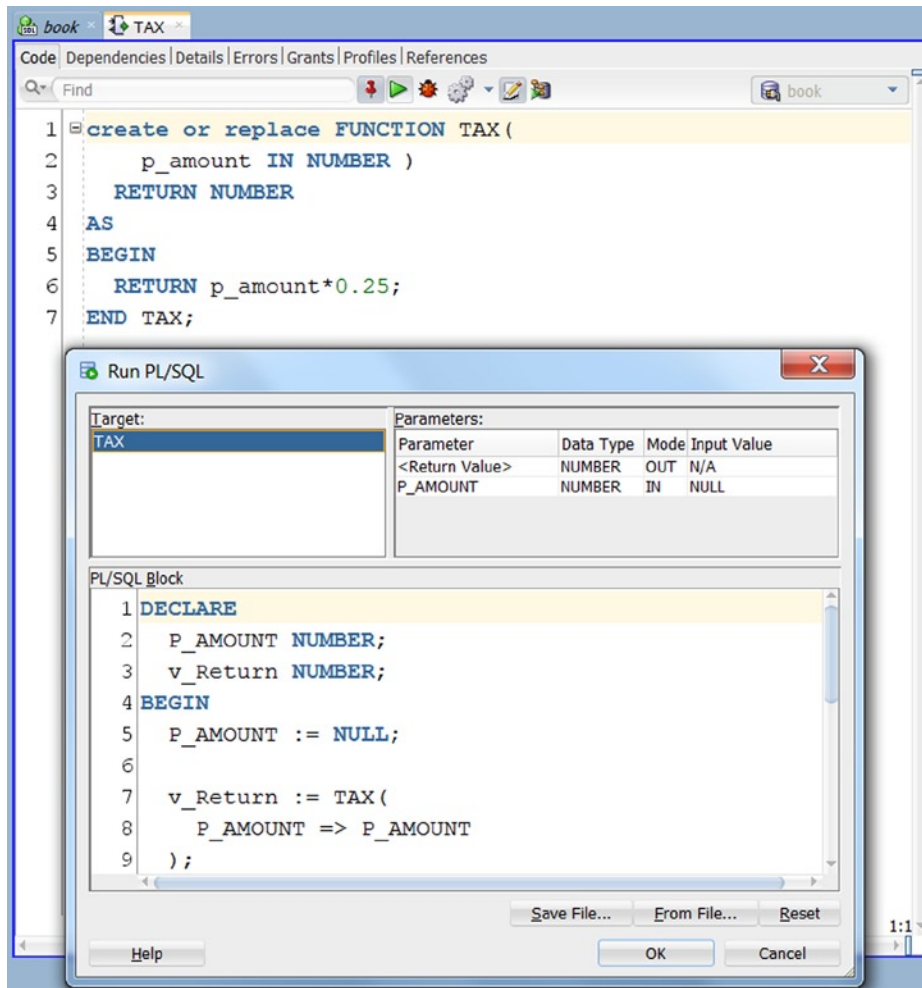 book TAX
Code Dependencies Details Errors Grants Profiles References
Find book
1 create or replace FUNCTION TAX(
2 p_amount IN NUMBER )
3 RETURN NUMBER
4 AS
5 BEGIN
6 RETURN p_amount*0.25;
7 END TAX;
Run PL/SQL
Target: Parameters:
TAX Parameter Data Type Mode Input Value
<Return Value> NUMBER OUT N/A
P_AMOUNT NUMBER IN NULL
PL/SQL Block
1 DECLARE
2 P_AMOUNT NUMBER;
3 v_Return NUMBER;
4 BEGIN
5 P_AMOUNT := NULL;
6
7 v_Return := TAX(
8 P_AMOUNT => P_AMOUNT
9 );
Save File... From File... Reset
1:1
Help OK Cancel